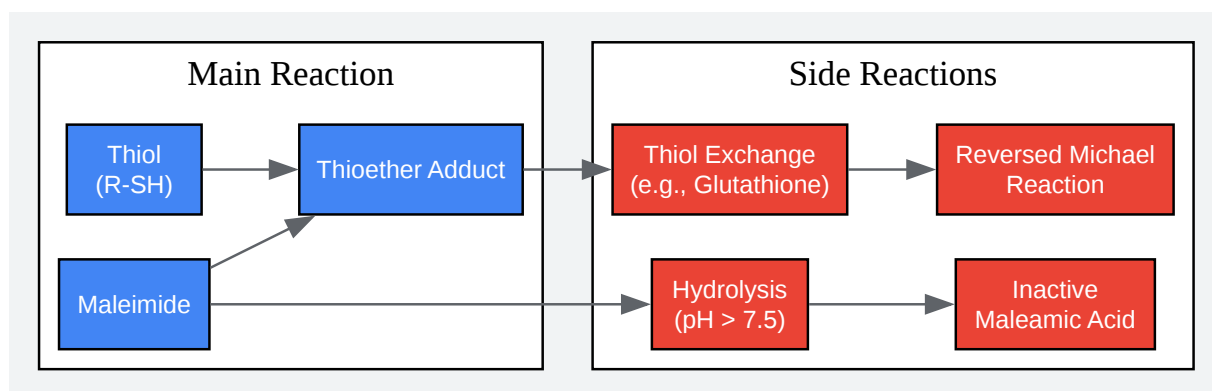 Main Reaction
Thiol
(R-SH)
Thioether Adduct
Maleimide
Side Reactions
Thiol Exchange
(e.g., Glutathione)
Reversed Michael
Reaction
Hydrolysis
(pH > 7.5)
Inactive
Maleamic Acid